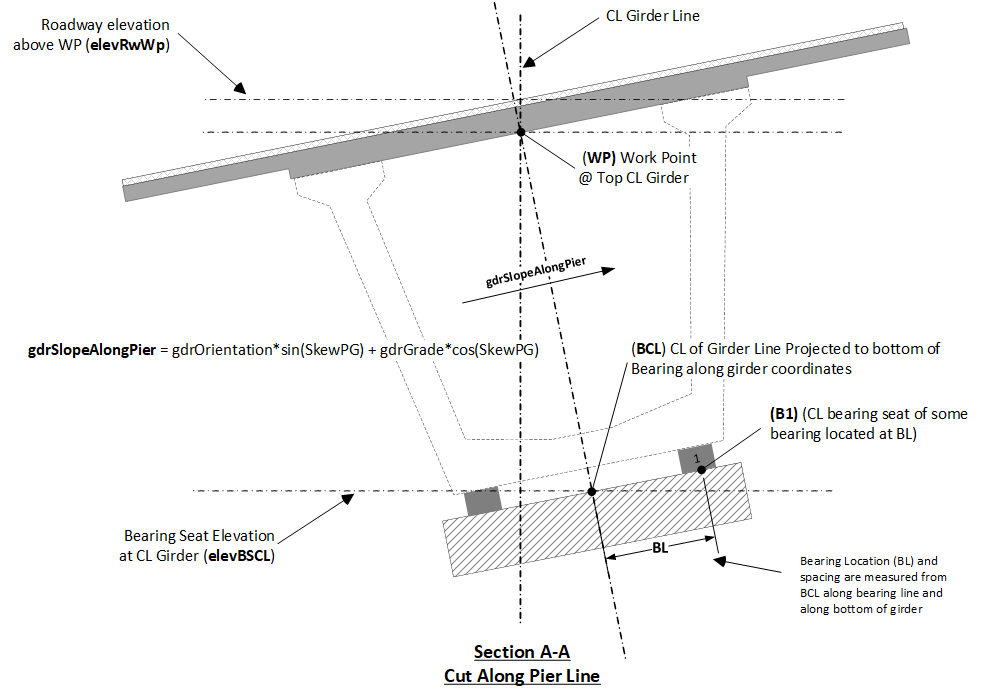 CL Girder Line
Roadway elevation
above WP (elevRwWp)
(WP) Work Point
@ Top CL Girder
gdrSlopeAlongPier
gdrSlopeAlongPier = gdrOrientation*sin(SkewPG) + gdrGrade*cos(SkewPG)
(BCL) CL of Girder Line Projected to bottom of
Bearing along girder coordinates
(B1) (CL bearing seat of some
bearing located at BL)
1
Bearing Seat Elevation
at CL Girder (elevBSCL)
BL
Bearing Location (BL) and
spacing are measured from
BCL along bearing line and
along bottom of girder
Section A-A
Cut Along Pier Line